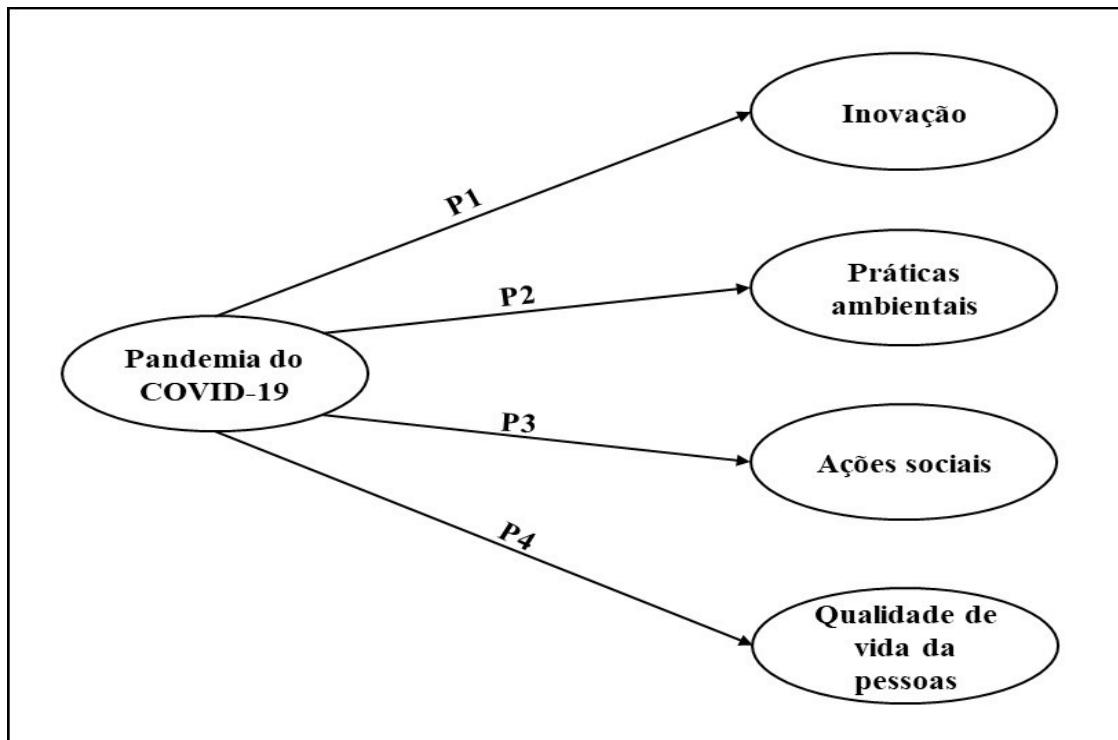 Inovação
P1
Práticas
ambientais
P2
Pandemia do
COVID-19
P3
Ações sociais
P4
Qualidade de
vida da
pessoas